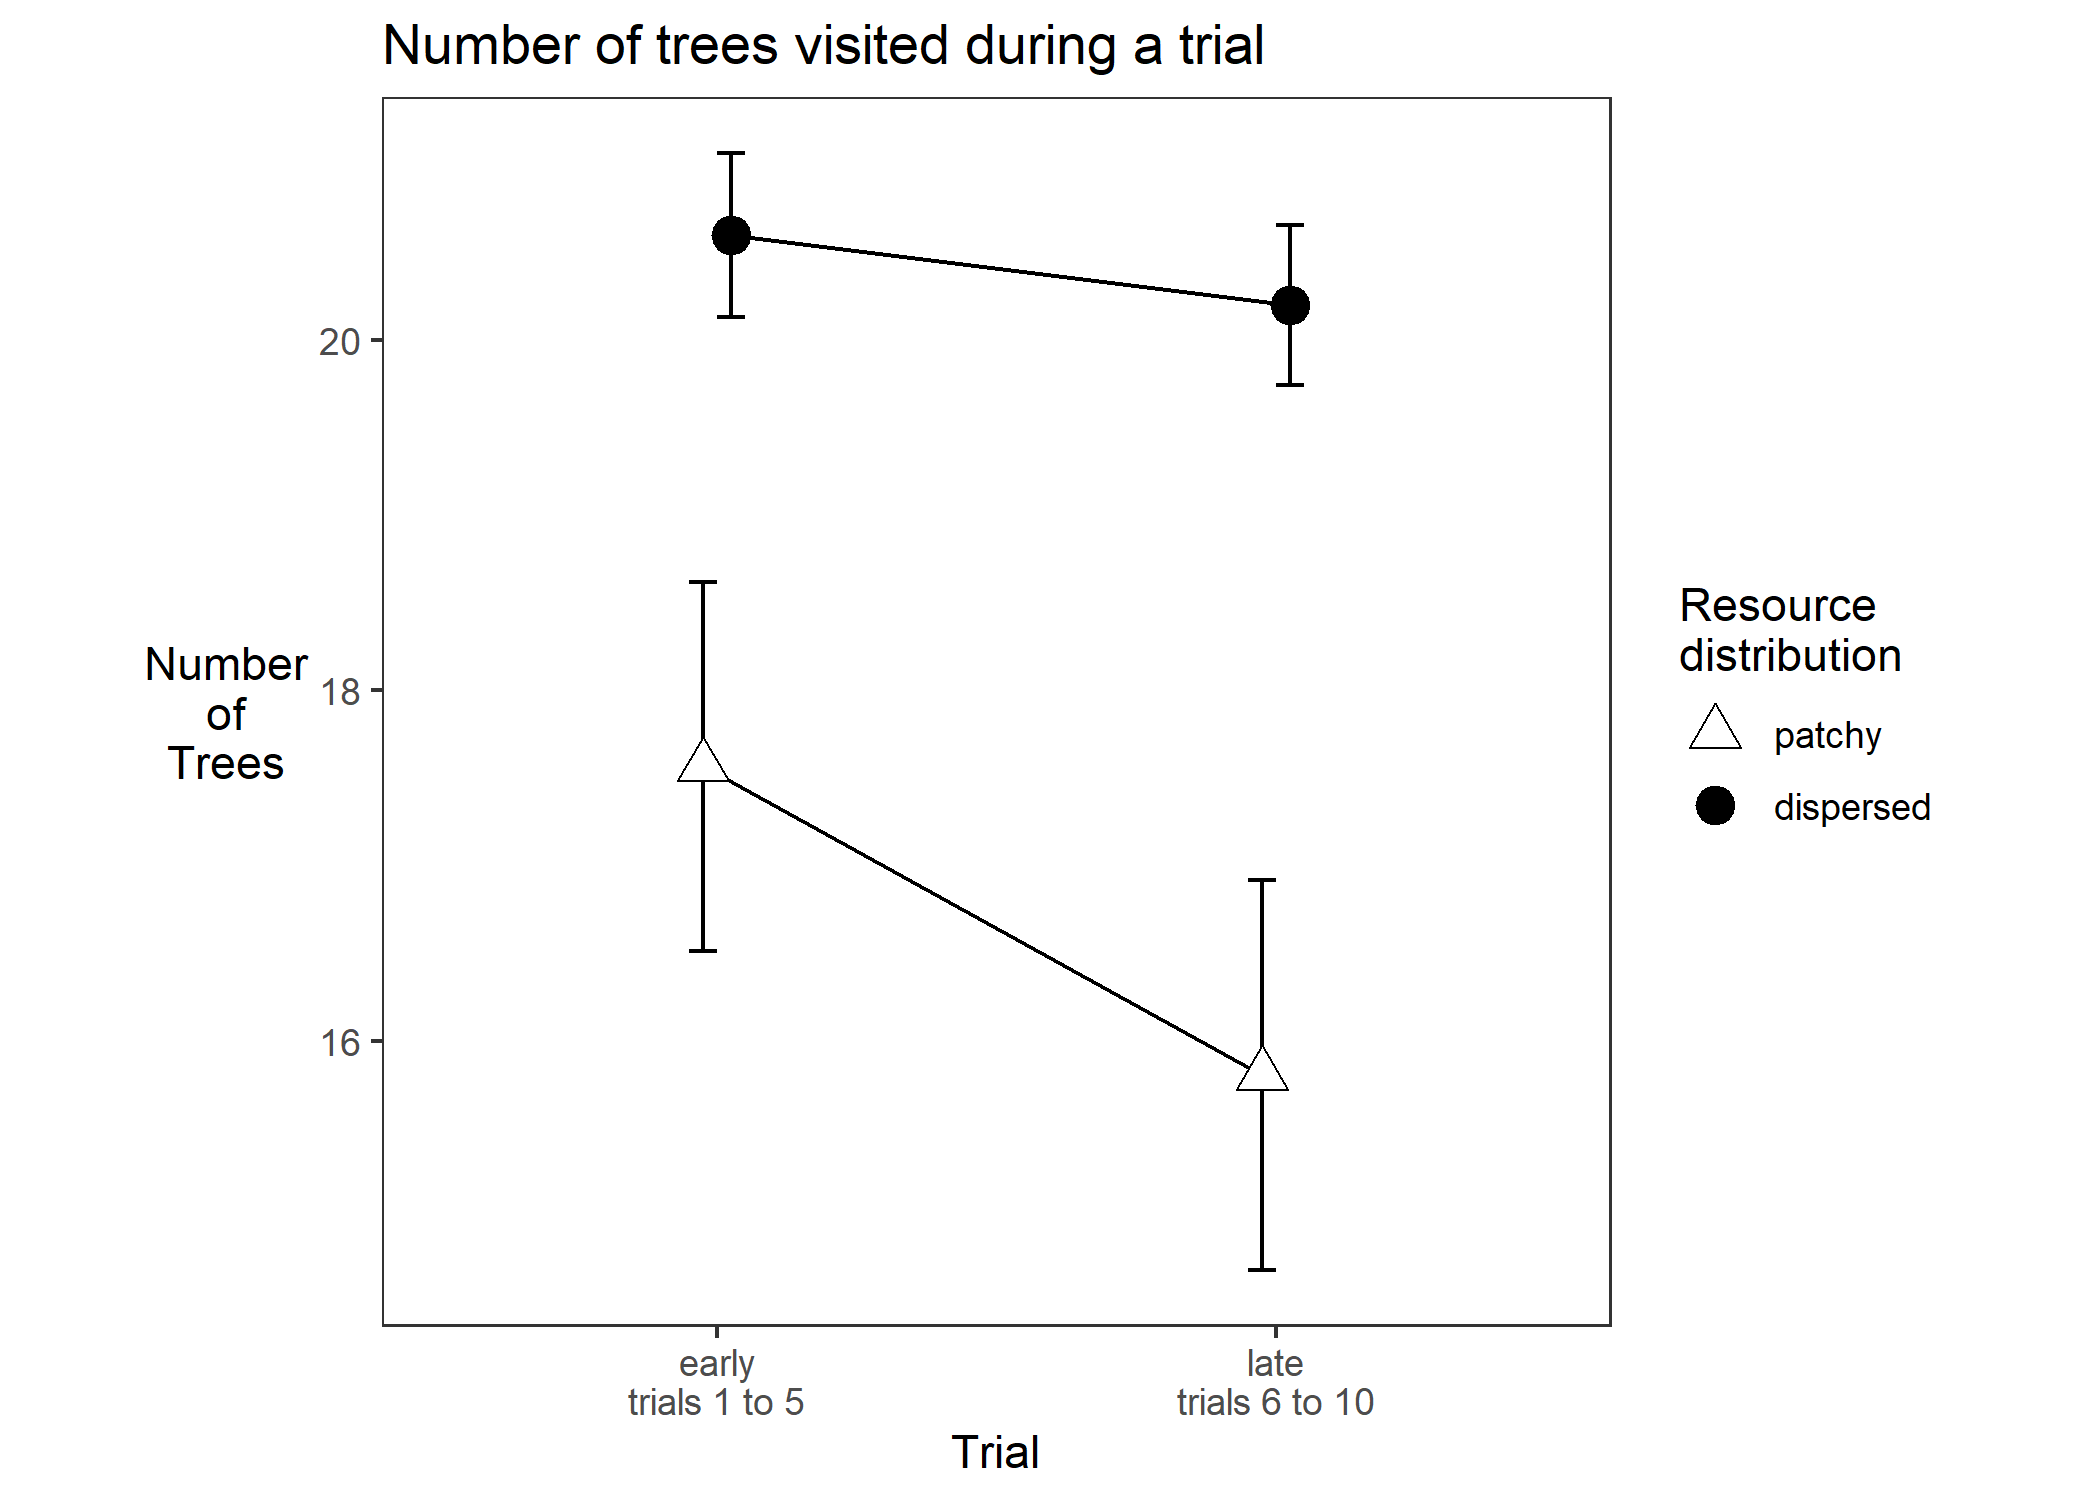 Number of trees visited during a trial
20
18
16
Number
of
Trees
early
trials 1 to 5
late
trials 6 to 10
Trial
Resource
distribution
patchy
dispersed